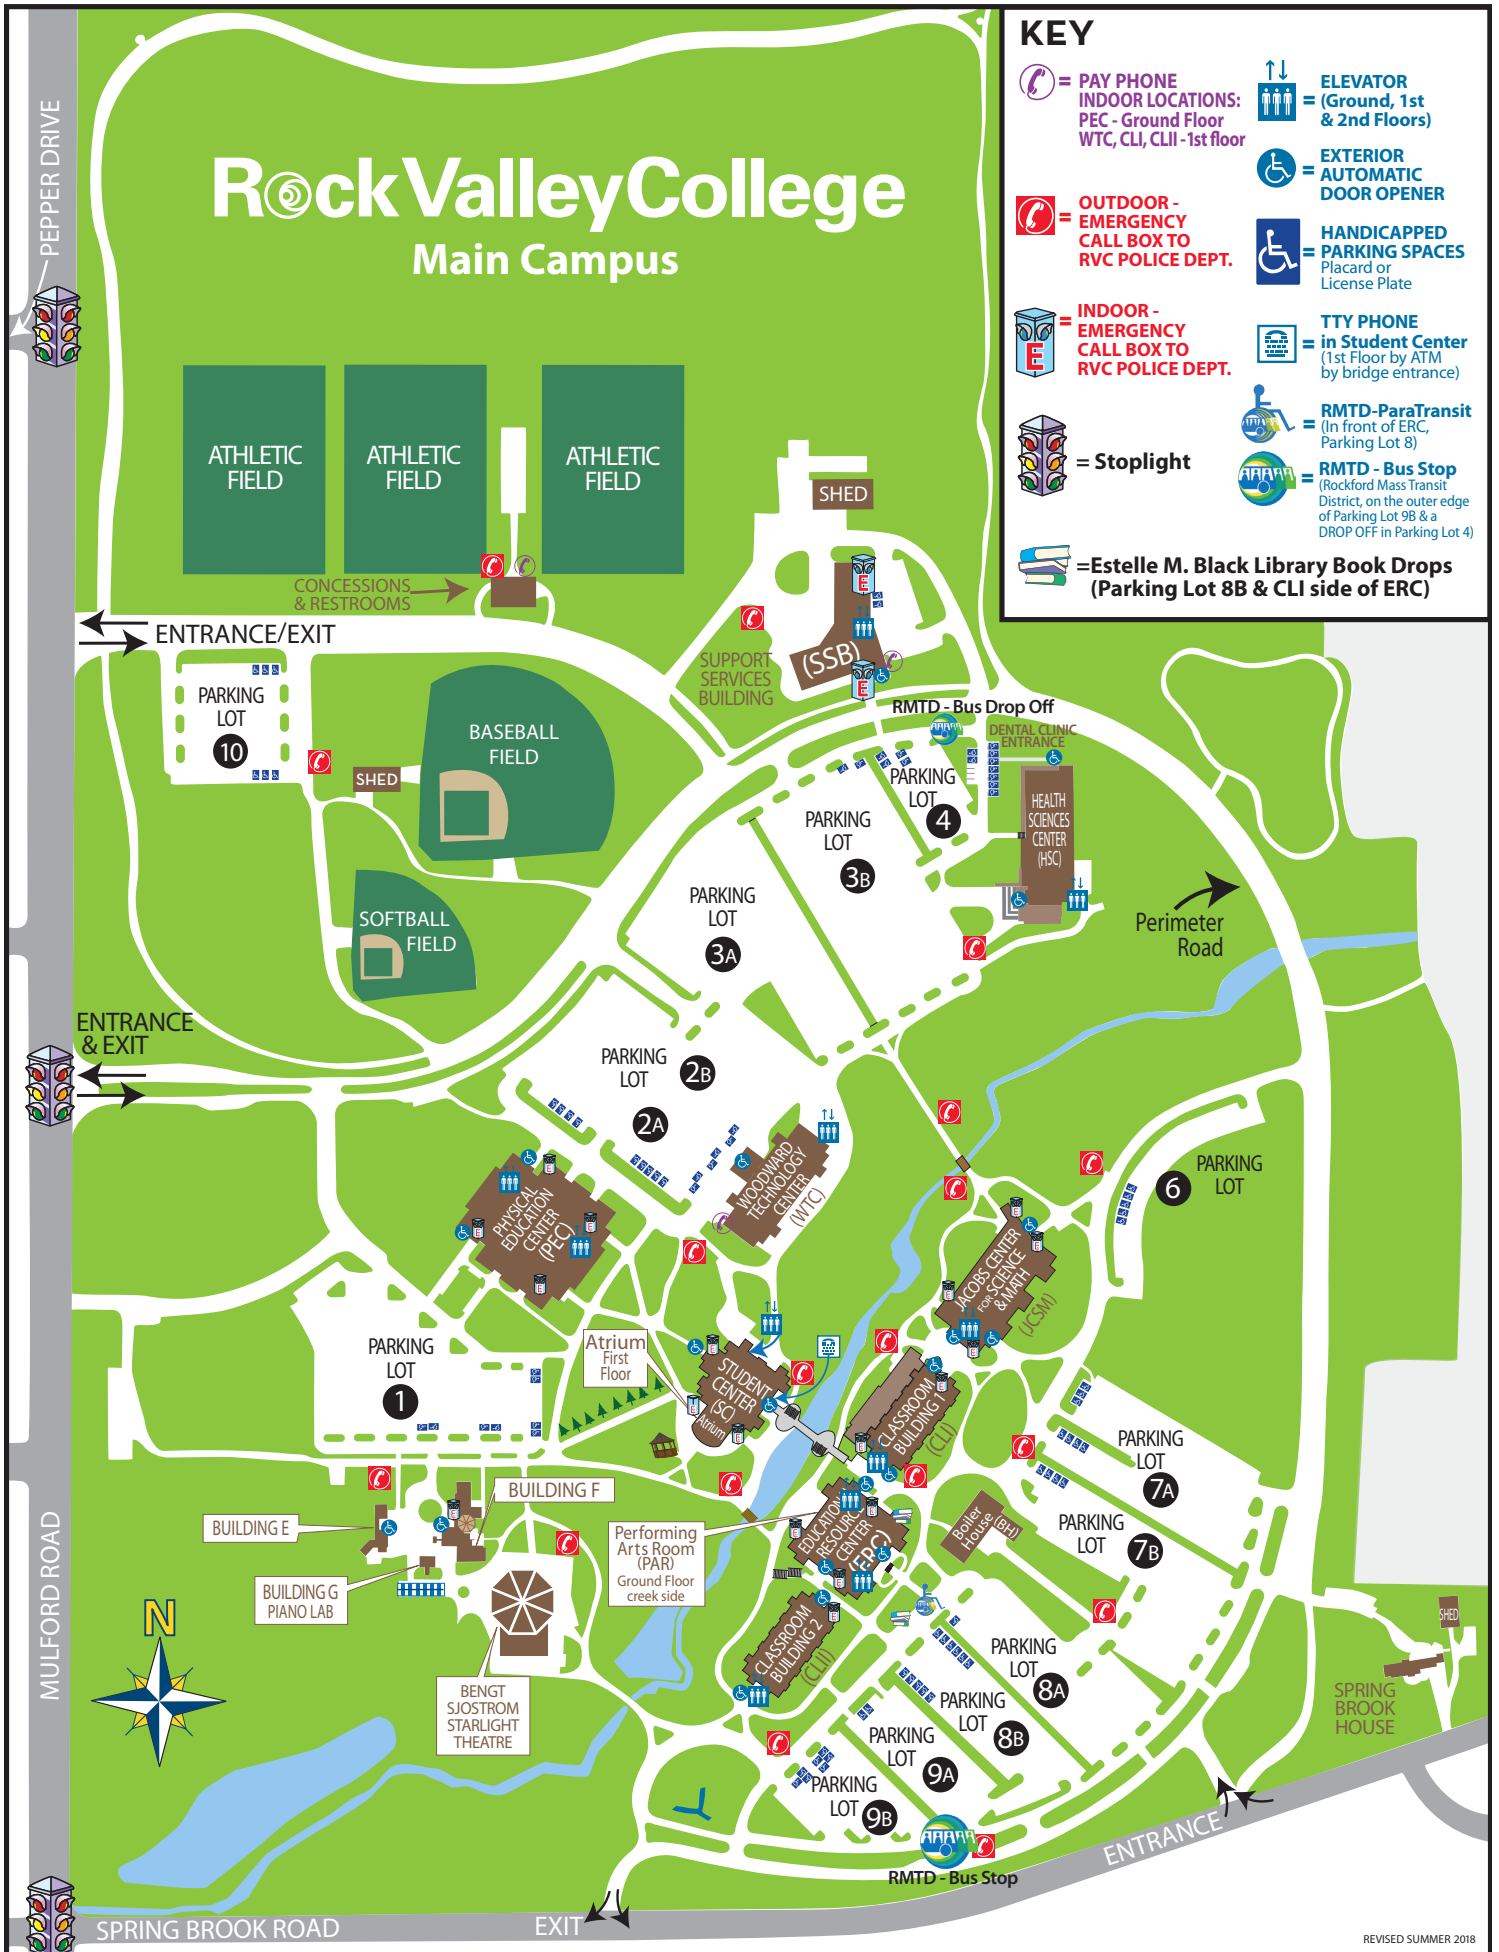 KEY
= PAY PHONE
INDOOR LOCATIONS:
PEC - Ground Floor
WTC, CLI, CLII -1st floor
= OUTDOOR -
EMERGENCY
CALL BOX TO
RVC POLICE DEPT.
E
= INDOOR -
EMERGENCY
CALL BOX TO
RVC POLICE DEPT.
= Stoplight
= ELEVATOR
(Ground, 1st
& 2nd Floors)
= EXTERIOR
AUTOMATIC
DOOR OPENER
= HANDICAPPED
PARKING SPACES
Placard or
License Plate
= TTY PHONE
in Student Center
(1st Floor by ATM
by bridge entrance)
= RMTD-ParaTransit
(In front of ERC,
Parking Lot 8)
= RMTD - Bus Stop
(Rockford Mass Transit
District, on the outer edge
of Parking Lot 9B & a
DROP OFF in Parking Lot 4)
=Estelle M. Black Library Book Drops
(Parking Lot 8B & CLI side of ERC)
PEPPER DRIVE
RockValleyCollege
Main Campus
ATHLETIC
FIELD
ATHLETIC
FIELD
ATHLETIC
FIELD
SHED
CONCESSIONS
& RESTROOMS
E
ENTRANCE/EXIT
(SSB)
E
SUPPORT
SERVICES
BUILDING
PARKING
LOT
10
BASEBALL
FIELD
SHED
RMTD - Bus Drop Off
DENTAL CLINIC
ENTRANCE
PARKING
LOT
4
HEALTH
SCIENCES
CENTER
(HSC)
PARKING
LOT
3B
PARKING
LOT
3A
SOFTBALL
FIELD
Perimeter
Road
ENTRANCE
& EXIT
PARKING
LOT
2B
2A
WOODWARD
TECHNOLOGY
CENTER
(WTC)
PARKING
LOT
6
PHYSICAL
EDUCATION
CENTER
(PEC)
JACOBS CENTER
FOR SCIENCE
& MATH
(JCSM)
PARKING
LOT
1
Atrium
First
Floor
STUDENT
CENTER
(SC)
Atrium
CLASSROOM
BUILDING 1
(CLI)
PARKING
LOT
7A
PARKING
LOT
7B
BUILDING F
BUILDING E
BUILDING G
PIANO LAB
Performing
Arts Room
(PAR)
Ground Floor
creek side
EDUCATION
RESOURCE
CENTER
(ERC)
Boiler
House (BH)
MULFORD ROAD
N
BENGT
SJOSTROM
STARLIGHT
THEATRE
CLASSROOM
BUILDING 2
(CLII)
PARKING
LOT
8A
PARKING
LOT
8B
PARKING
LOT
9A
PARKING
LOT
9B
SHED
SPRING
BROOK
HOUSE
RMTD - Bus Stop
ENTRANCE
EXIT
SPRING BROOK ROAD
REVISED SUMMER 2018